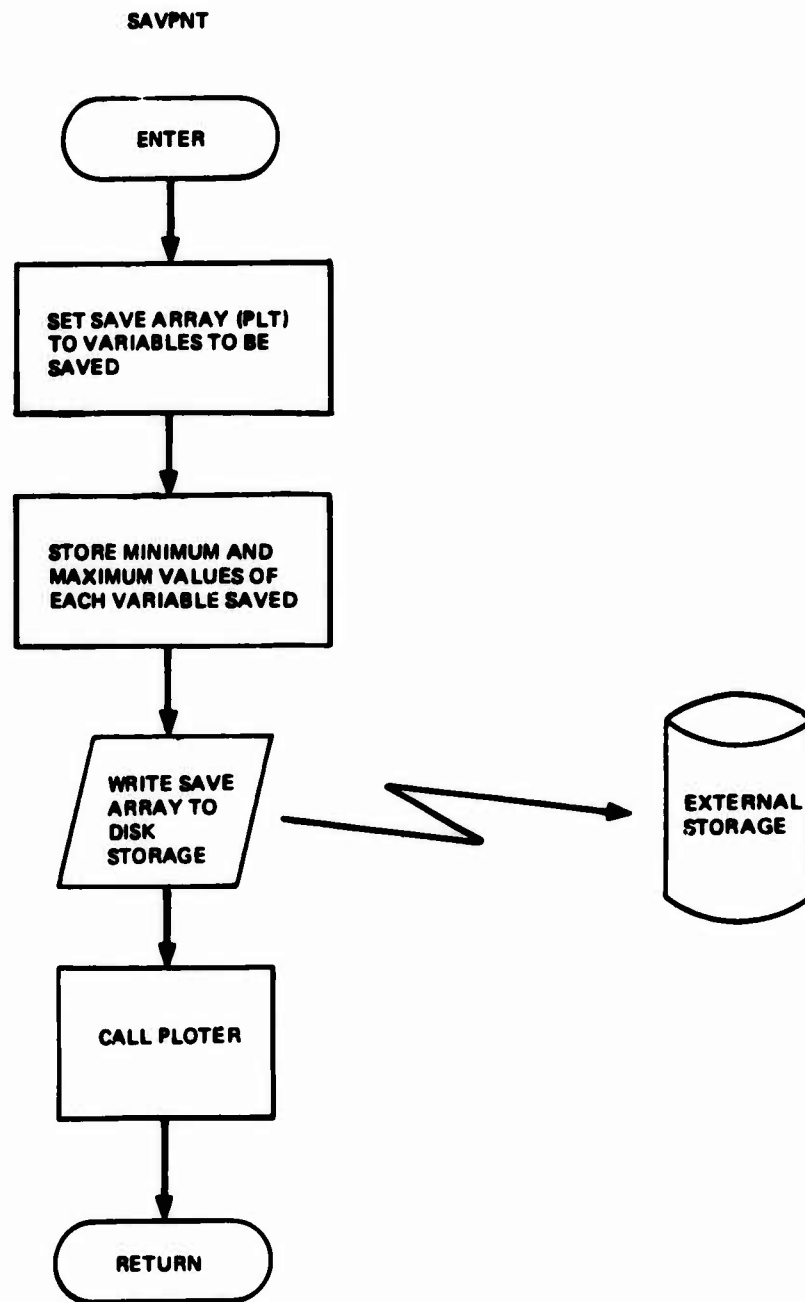 SAVPNT
ENTER
SET SAVE ARRAY (PLT)
TO VARIABLES TO BE
SAVED
STORE MINIMUM AND
MAXIMUM VALUES OF
EACH VARIABLE SAVED
WRITE SAVE
ARRAY TO
DISK
STORAGE
EXTERNAL
STORAGE
CALL PLOTER
RETURN